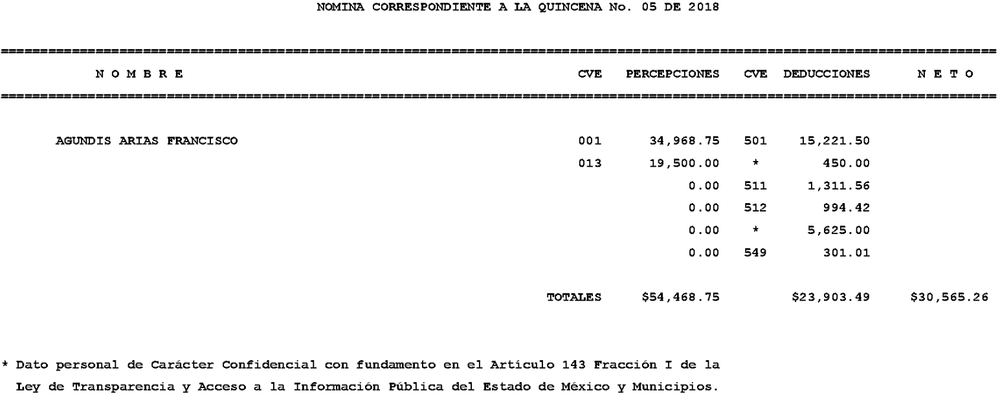 NOMINA CORRESPONDIENTE A LA QUINCENA No. 05 DE 2018
N O M B R E CVE PERCEPCIONES CVE DEDUCCIONES N E T O
AGUNDIS ARIAS FRANCISCO 001 34,968.75 501 15,221.50
013 19,500.00 * 450.00
0.00 511 1,311.56
0.00 512 994.42
0.00 * 5,625.00
0.00 549 301.01
TOTALES $54,468.75 $23,903.49 $30,565.26
* Dato personal de Carácter Confidencial con fundamento en el Artículo 143 Fracción I de la
Ley de Transparencia y Acceso a la Información Pública del Estado de México y Municipios.